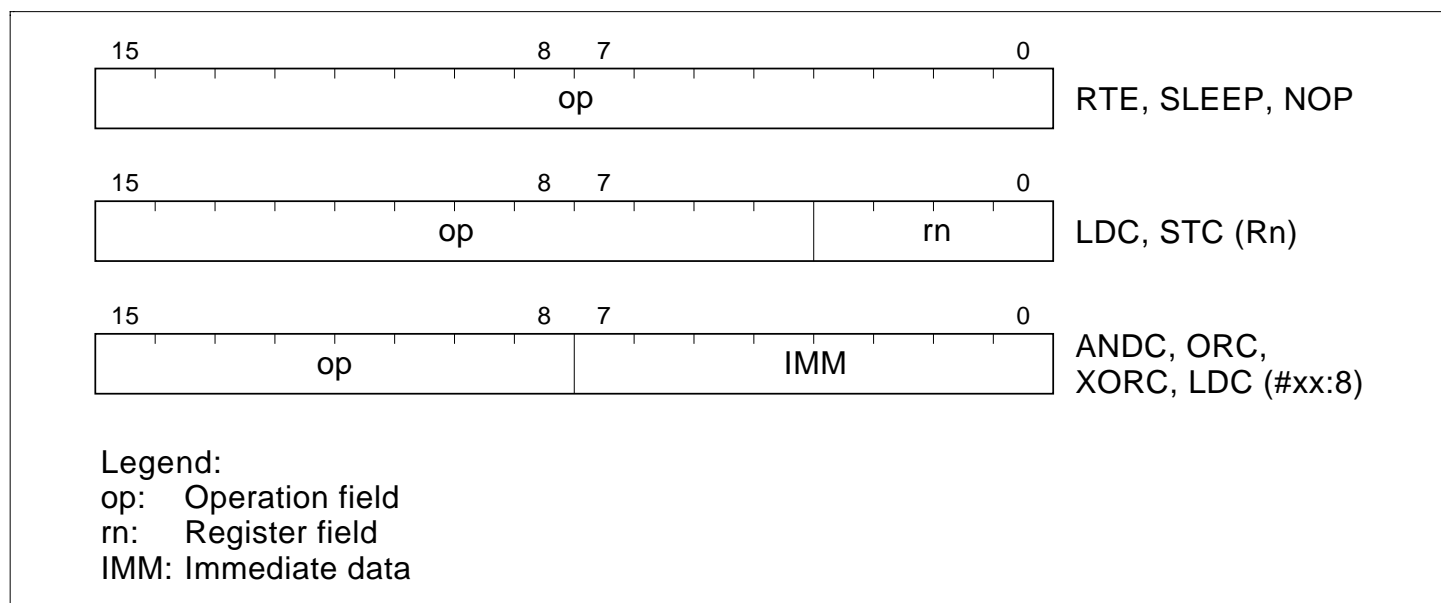 15 8 7 0
op RTE, SLEEP, NOP
15 8 7 0
op rn LDC, STC (Rn)
15 8 7 0
op IMM ANDC, ORC,
XORC, LDC (#xx:8)
Legend:
op: Operation field
rn: Register field
IMM: Immediate data